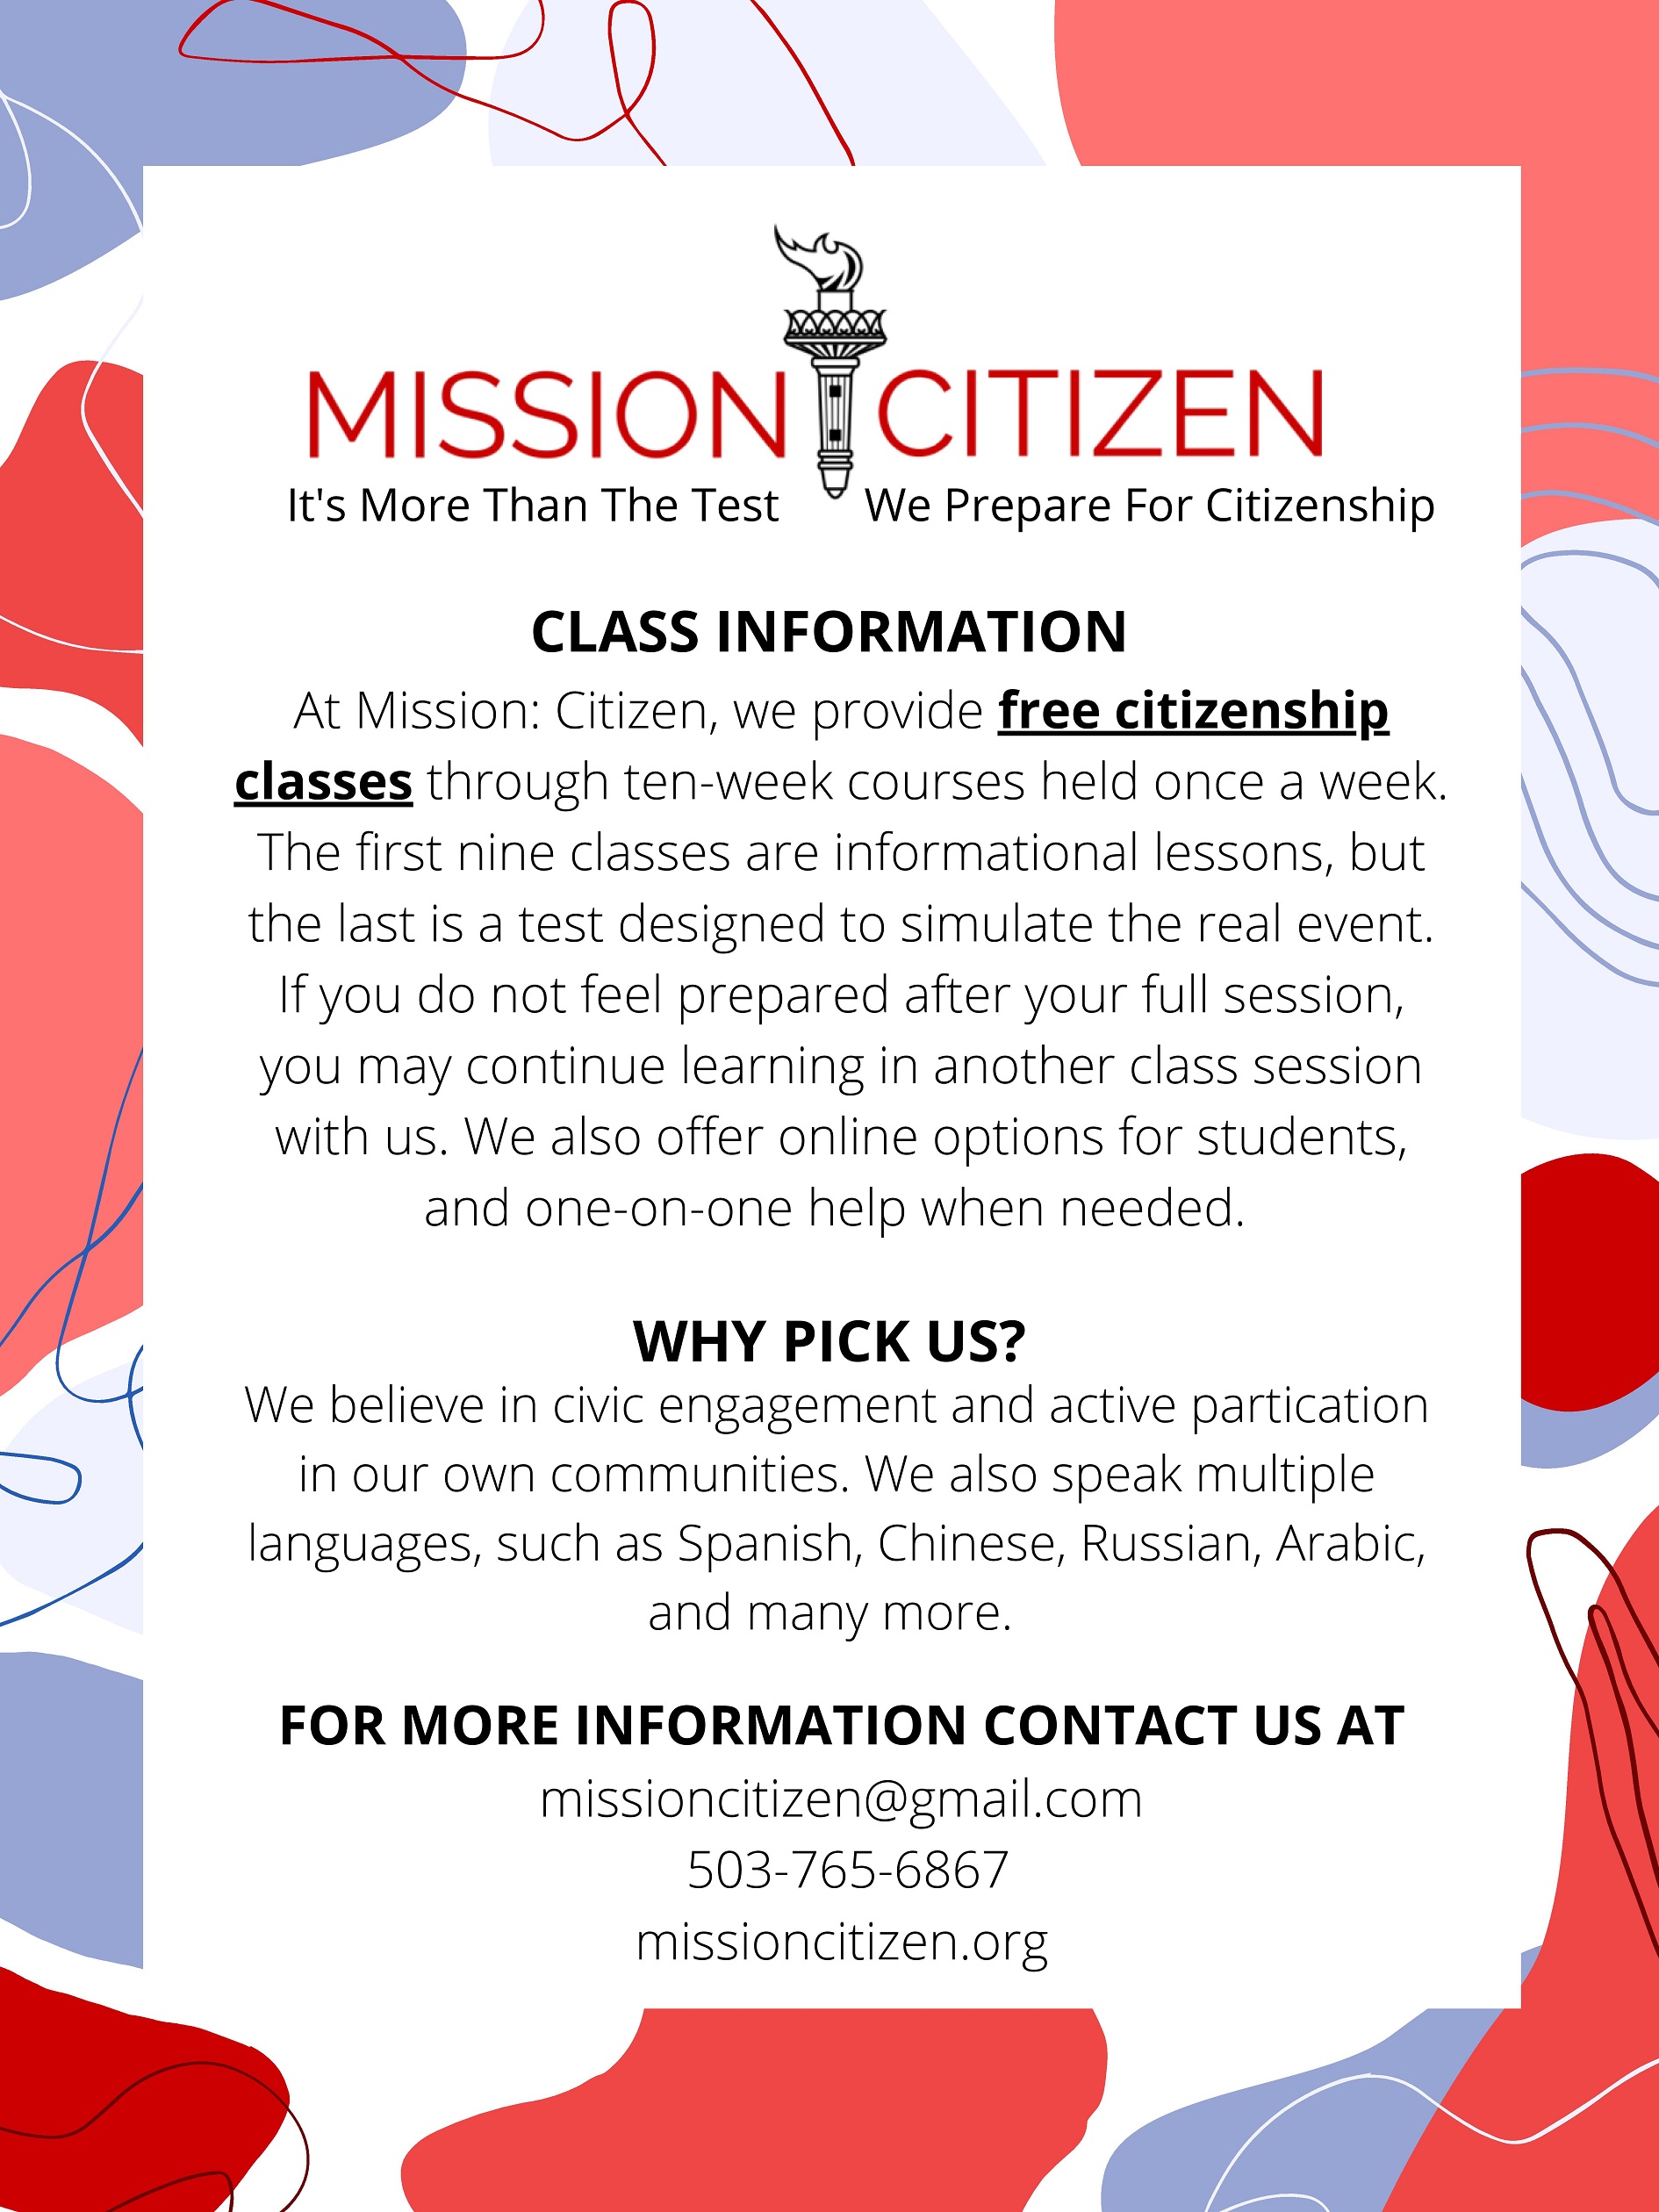 MISSION CITIZEN
It's More Than The Test We Prepare For Citizenship
CLASS INFORMATION
At Mission: Citizen, we provide free citizenship
classes through ten-week courses held once a week.
The first nine classes are informational lessons, but
the last is a test designed to simulate the real event.
If you do not feel prepared after your full session,
you may continue learning in another class session
with us. We also offer online options for students,
and one-on-one help when needed.
WHY PICK US?
We believe in civic engagement and active partication
in our own communities. We also speak multiple
languages, such as Spanish, Chinese, Russian, Arabic,
and many more.
FOR MORE INFORMATION CONTACT US AT
missioncitizen@gmail.com
503-765-6867
missioncitizen.org